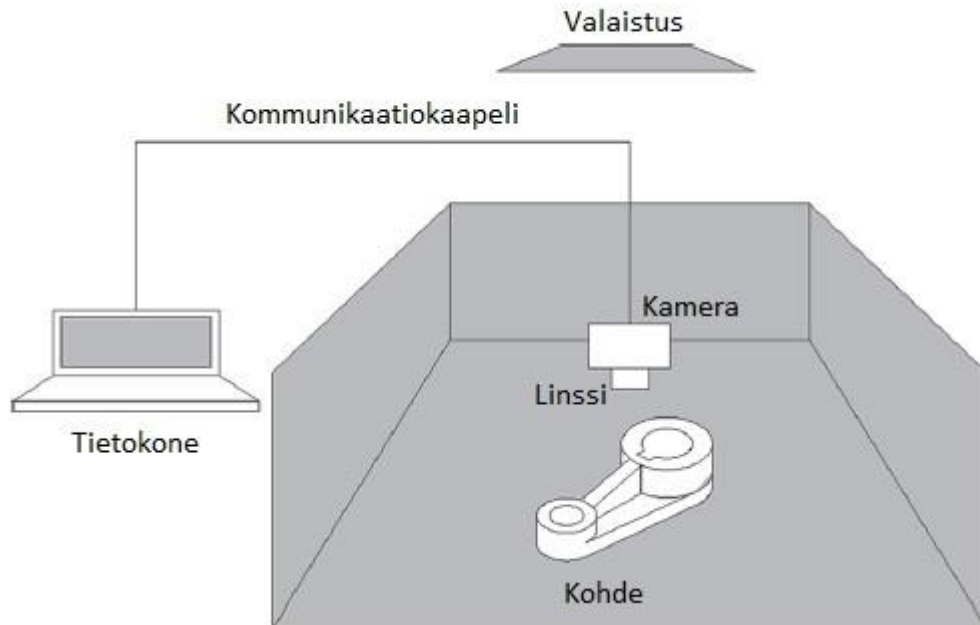 Valaistus
Kommunikaatiokaapeli
Kamera
Linssi
Tietokone
Kohde